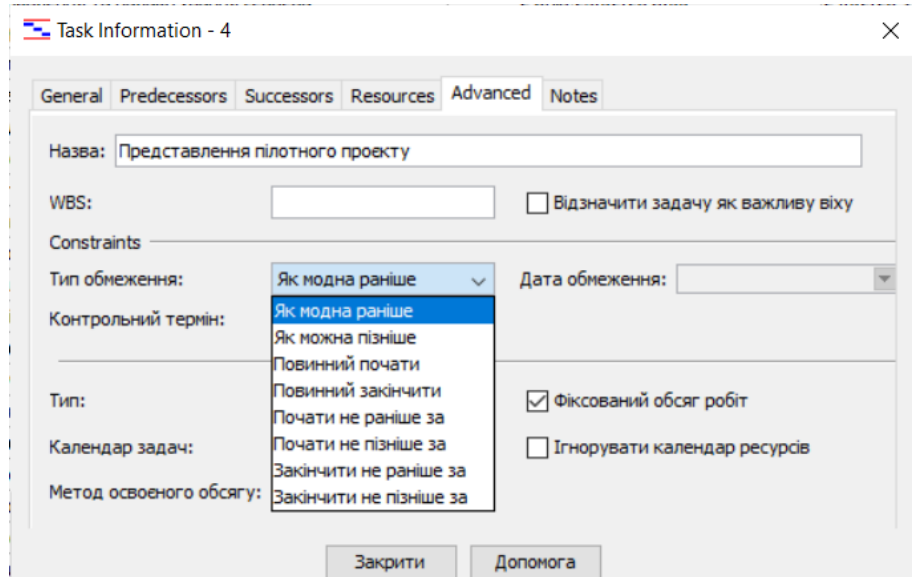 Task Information - 4
General Predecessors Successors Resources Advanced Notes
Назва: Представлення пілотного проєкту
WBS: Відзначити задачу як важливу віху
Constraints
Тип обмеження: Як модна раніше Дата обмеження:
Як модна раніше
Контрольний термін:
Як можна пізніше
Повинний почати
Повинний закінчити
Тип: Фіксований обсяг робіт
Почати не раніше за
Календар задач: Почати не пізніше за Ігнорувати календар ресурсів
Закінчити не раніше за
Метод освоєного обсягу: Закінчити не пізніше за
Закрити Допомога